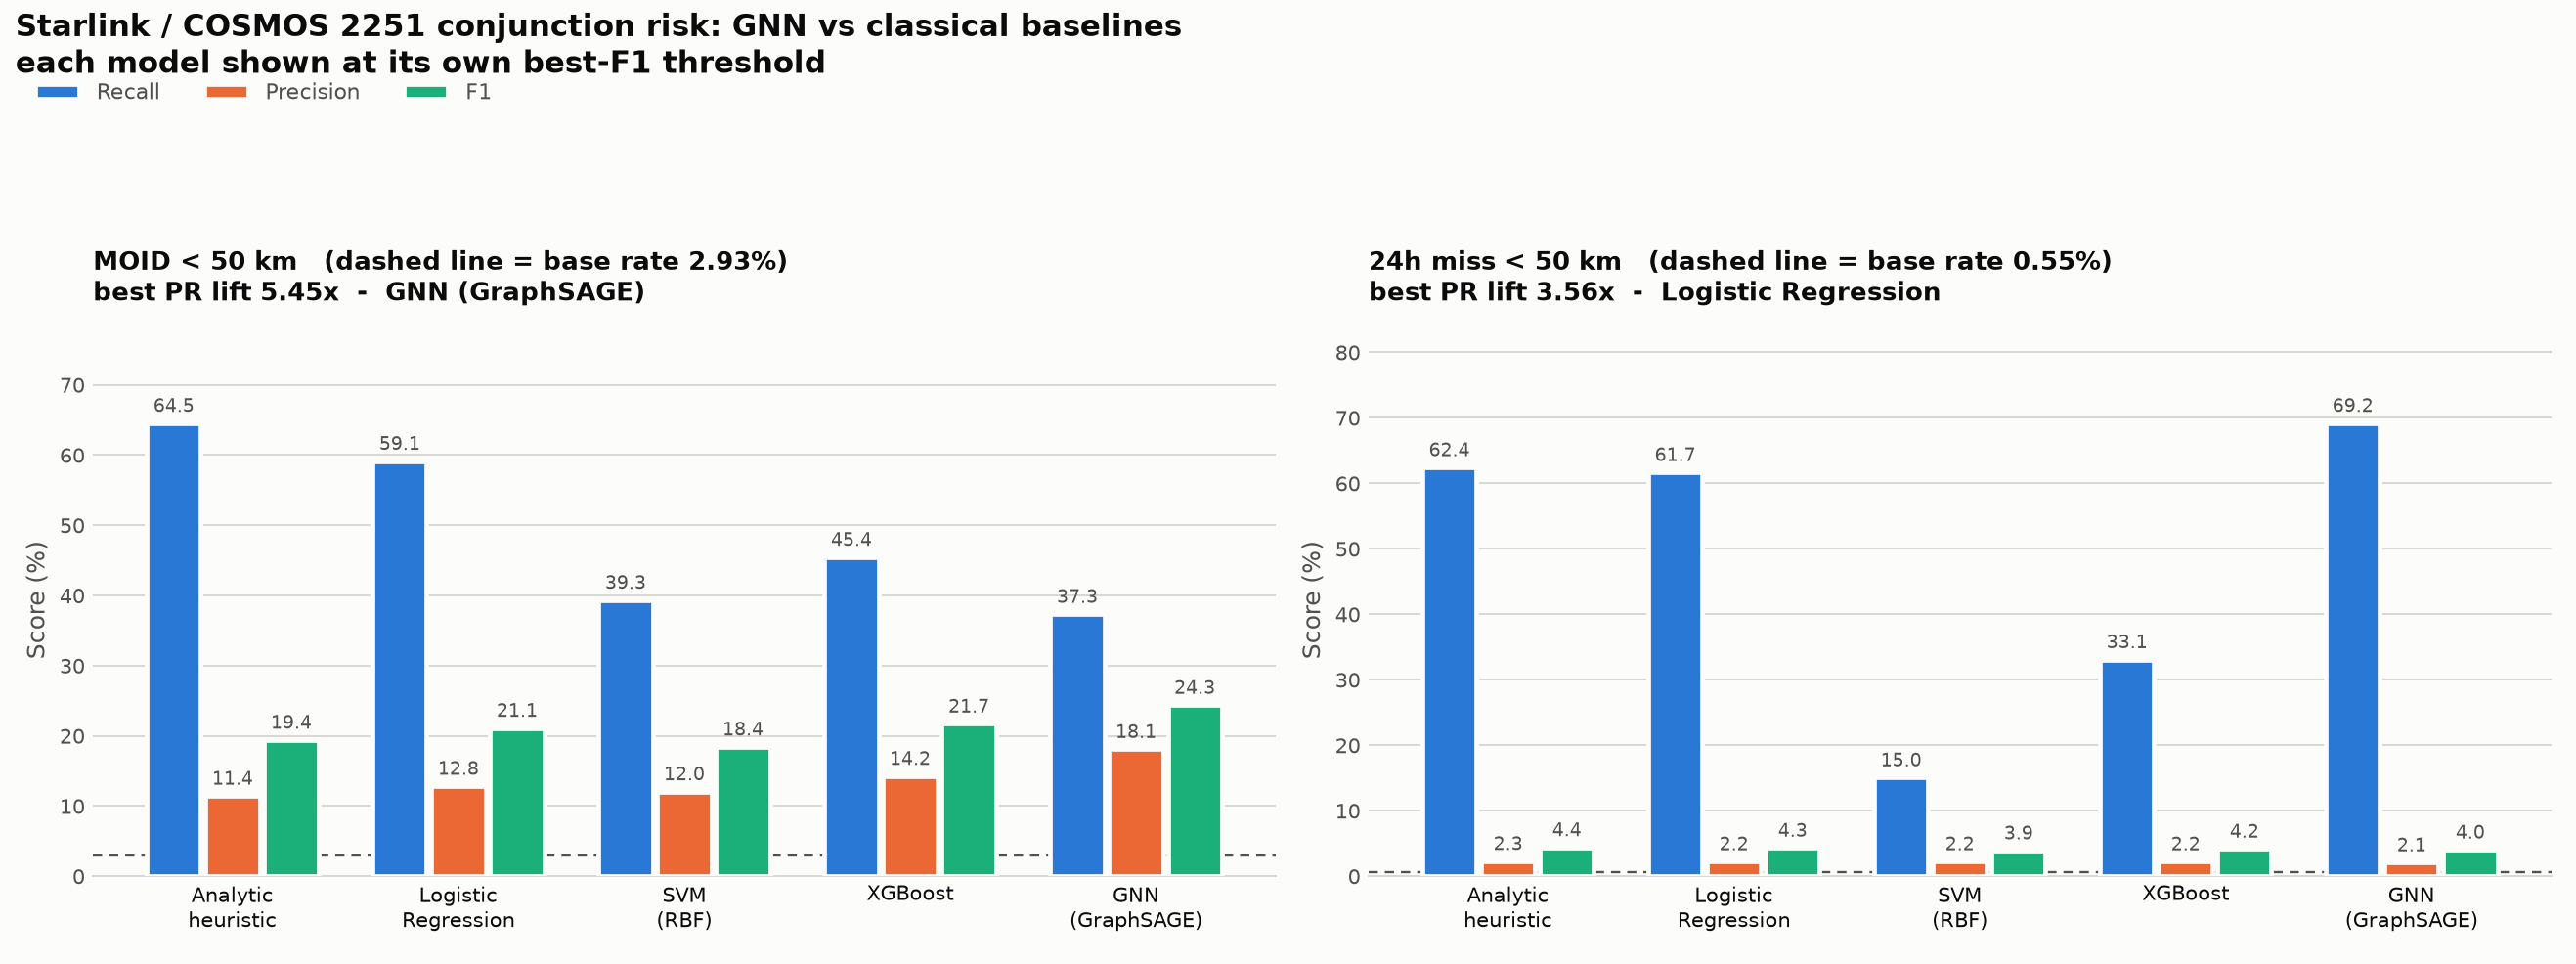 Starlink / COSMOS 2251 conjunction risk: GNN vs classical baselines
each model shown at its own best-F1 threshold
Recall Precision F1
MOID < 50 km (dashed line = base rate 2.93%)
best PR lift 5.45x - GNN (GraphSAGE)
Score (%)
70
60
50
40
30
20
10
0
64.5
11.4
19.4
59.1
12.8
21.1
39.3
12.0
18.4
45.4
14.2
21.7
37.3
18.1
24.3
Analytic
heuristic
Logistic
Regression
SVM
(RBF)
XGBoost
GNN
(GraphSAGE)
24h miss < 50 km (dashed line = base rate 0.55%)
best PR lift 3.56x - Logistic Regression
Score (%)
80
70
60
50
40
30
20
10
0
62.4
2.3
4.4
61.7
2.2
4.3
15.0
2.2
3.9
33.1
2.2
4.2
69.2
2.1
4.0
Analytic
heuristic
Logistic
Regression
SVM
(RBF)
XGBoost
GNN
(GraphSAGE)